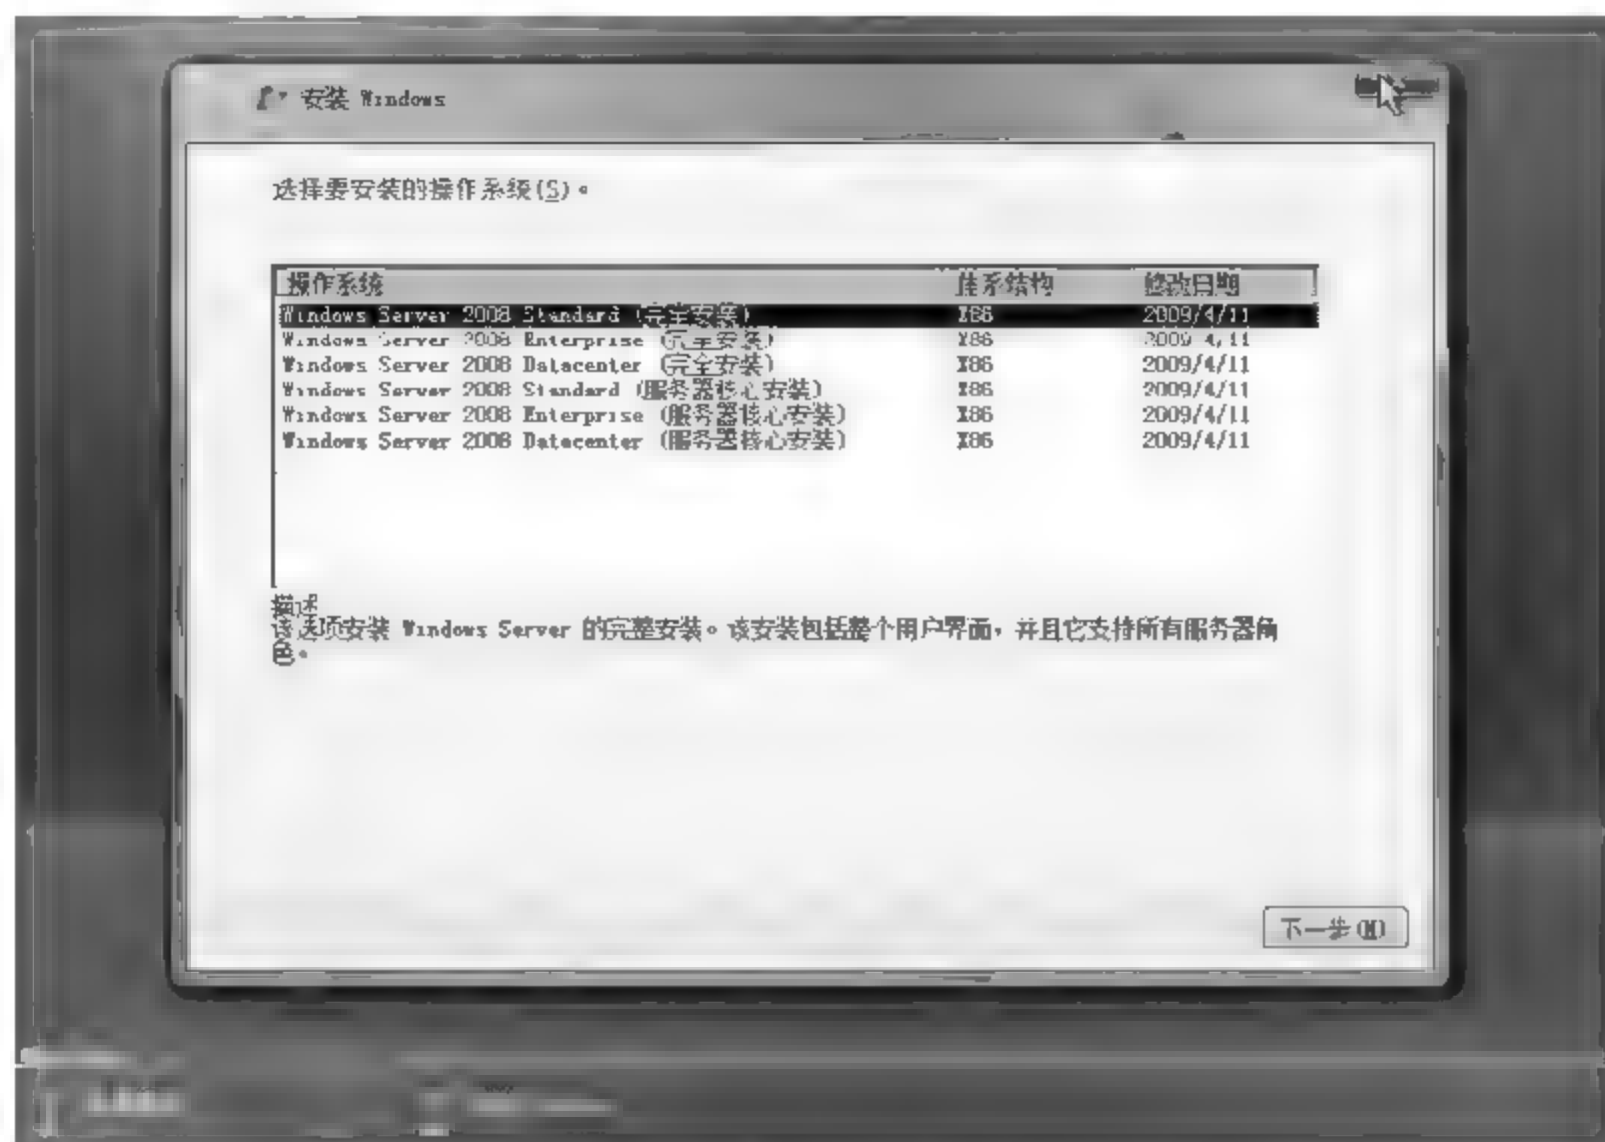 安装 Windows
选择要安装的操作系统(S)。
操作系统 体系结构 修改日期
Windows Server 2008 Standard (完全安装) X86 2009/4/11
Windows Server 2008 Enterprise (完全安装) X86 2009/4/11
Windows Server 2008 Datacenter (完全安装) X86 2009/4/11
Windows Server 2008 Standard (服务器核心安装) X86 2009/4/11
Windows Server 2008 Enterprise (服务器核心安装) X86 2009/4/11
Windows Server 2008 Datacenter (服务器核心安装) X86 2009/4/11
描述
该选项安装 Windows Server 的完整安装。该安装包括整个用户界面，并且它支持所有服务器角
色。
下一步(N)